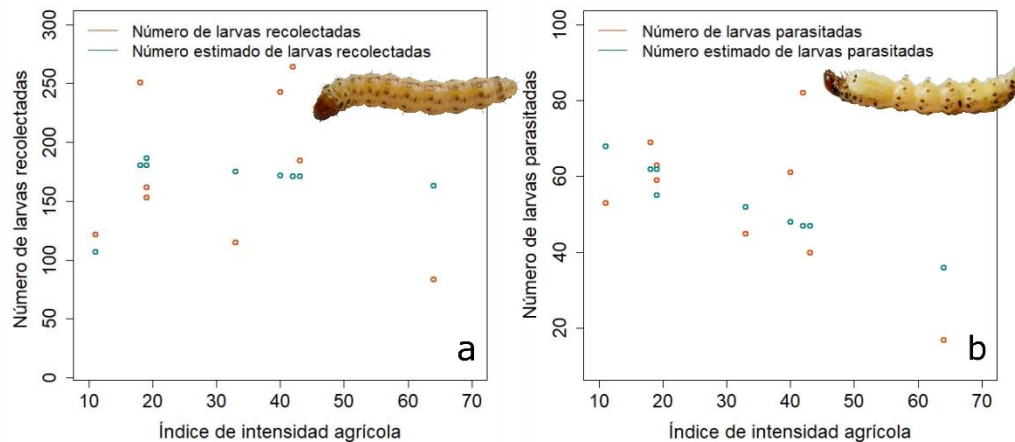 Número de larvas recolectadas
Número estimado de larvas recolectadas
Número de larvas recolectadas
300
250
200
150
100
50
0
a
10 20 30 40 50 60 70
Índice de intensidad agrícola
Número de larvas parasitadas
Número estimado de larvas parasitadas
Número de larvas parasitadas
100
80
60
40
20
b
10 20 30 40 50 60 70
Índice de intensidad agrícola